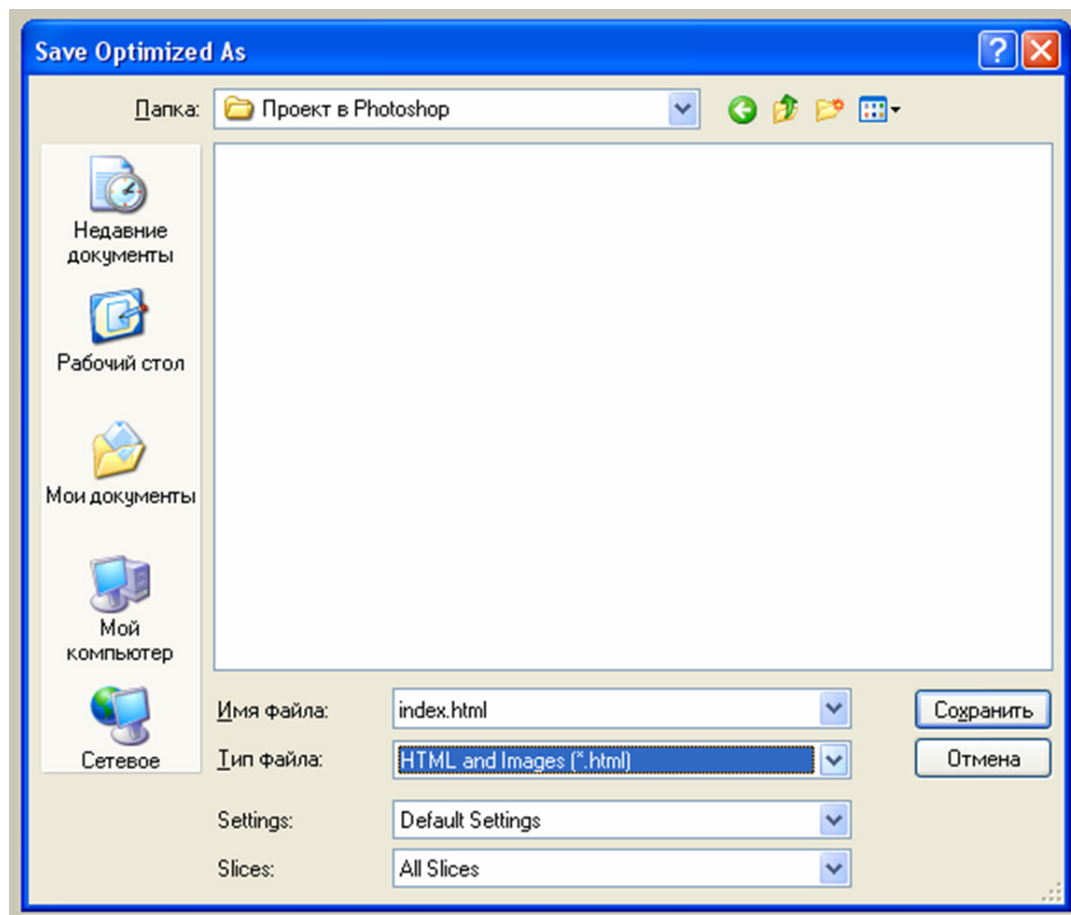 Save Optimized As
Папка: Проект в Photoshop
Недавние
документы
Рабочий стол
Мои документы
Мой
компьютер
Сетевое
Имя файла: index.html Сохранить
Тип файла: HTML and Images (*.html) Отмена
Settings: Default Settings
Slices: All Slices